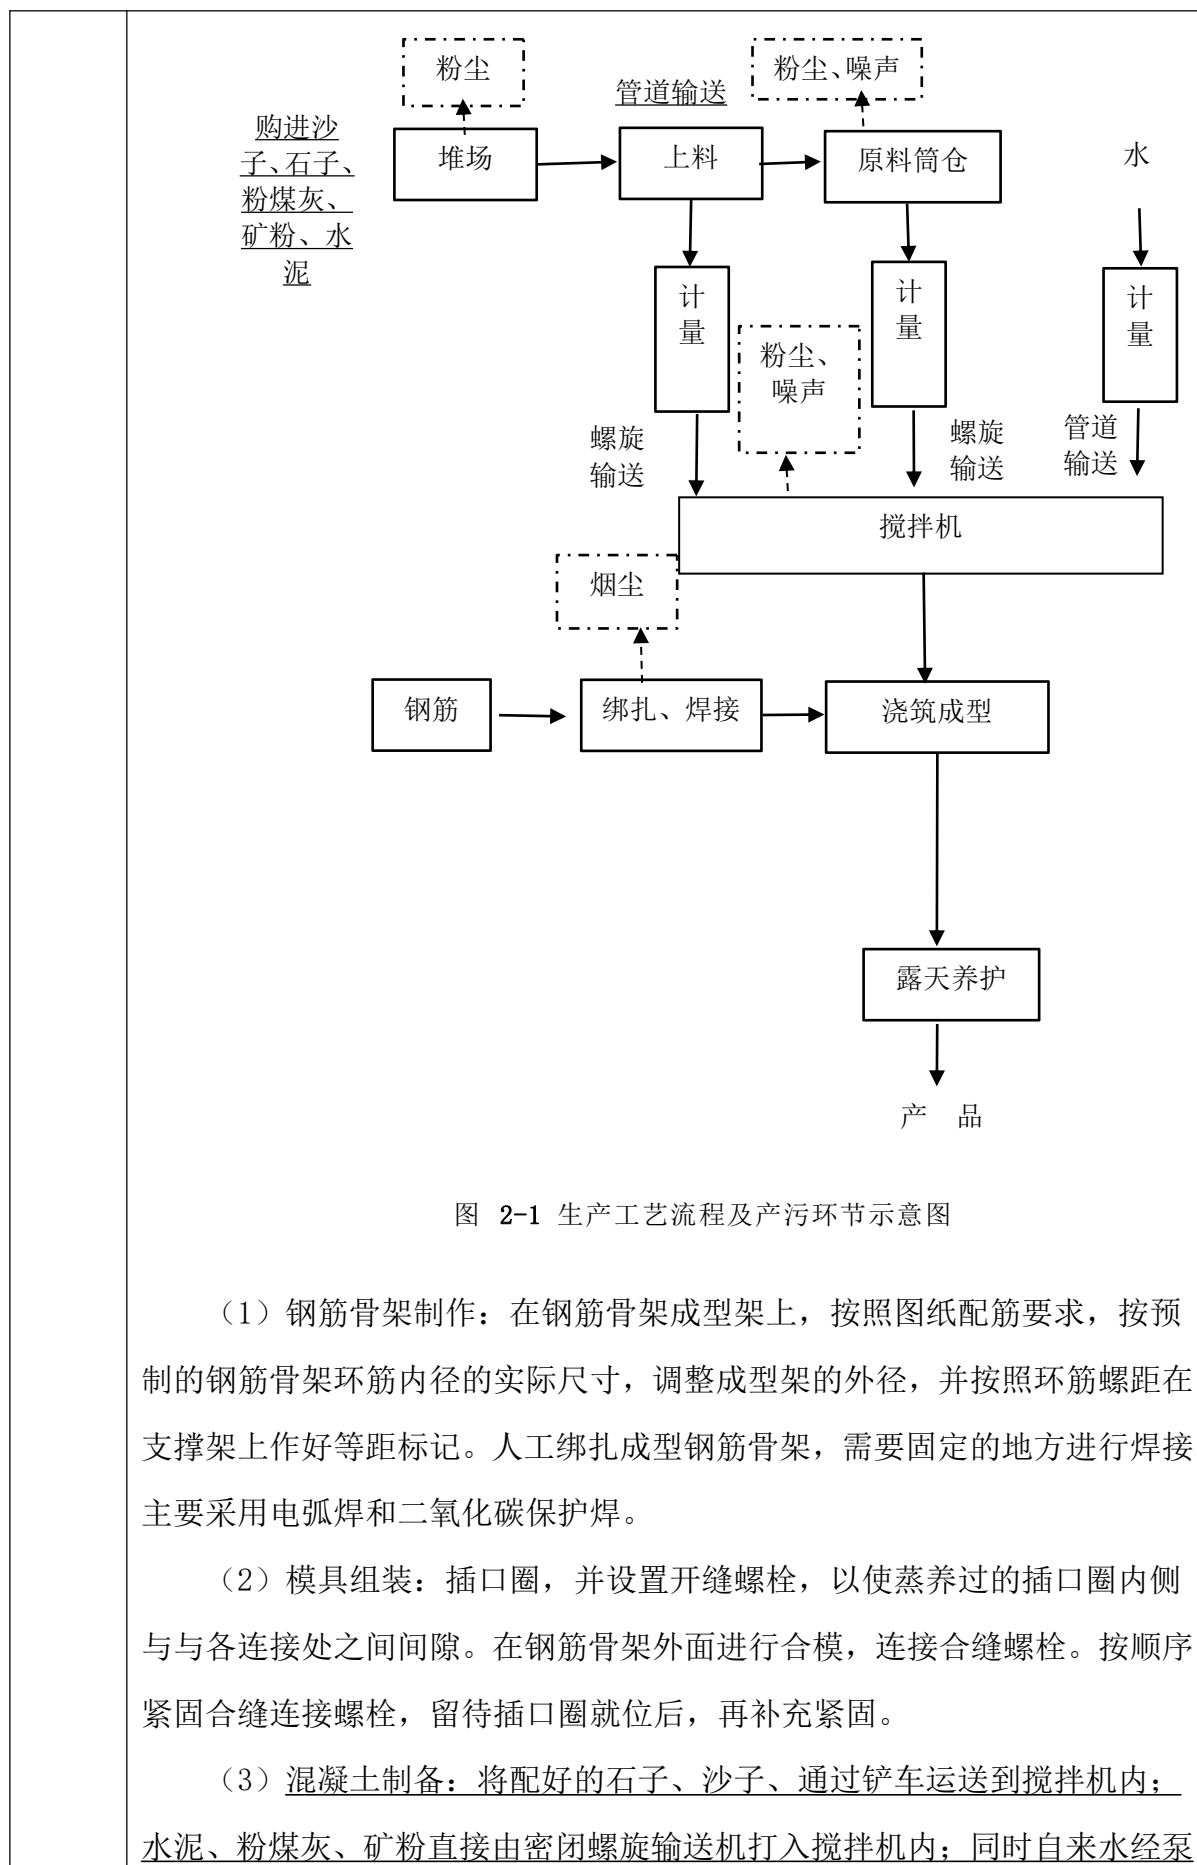 粉尘
粉尘、噪声
管道输送
购进沙
子、石子、
粉煤灰、
矿粉、水
泥
堆场
上料
原料筒仓
水
计
量
计
量
计
量
粉尘、
噪声
螺旋
输送
螺旋
输送
管道
输送
搅拌机
烟尘
钢筋
绑扎、焊接
浇筑成型
露天养护
产 品
图 2-1 生产工艺流程及产污环节示意图
（1）钢筋骨架制作：在钢筋骨架成型架上，按照图纸配筋要求，按预
制的钢筋骨架环筋内径的实际尺寸，调整成型架的外径，并按照环筋螺距在
支撑架上作好等距标记。人工绑扎成型钢筋骨架，需要固定的地方进行焊接
主要采用电弧焊和二氧化碳保护焊。
（2）模具组装：插口圈，并设置开缝螺栓，以使蒸养过的插口圈内侧
与与各连接处之间间隙。在钢筋骨架外面进行合模，连接合缝螺栓。按顺序
紧固合缝连接螺栓，留待插口圈就位后，再补充紧固。
（3）混凝土制备：将配好的石子、沙子、通过铲车运送到搅拌机内；
水泥、粉煤灰、矿粉直接由密闭螺旋输送机打入搅拌机内；同时自来水经泵